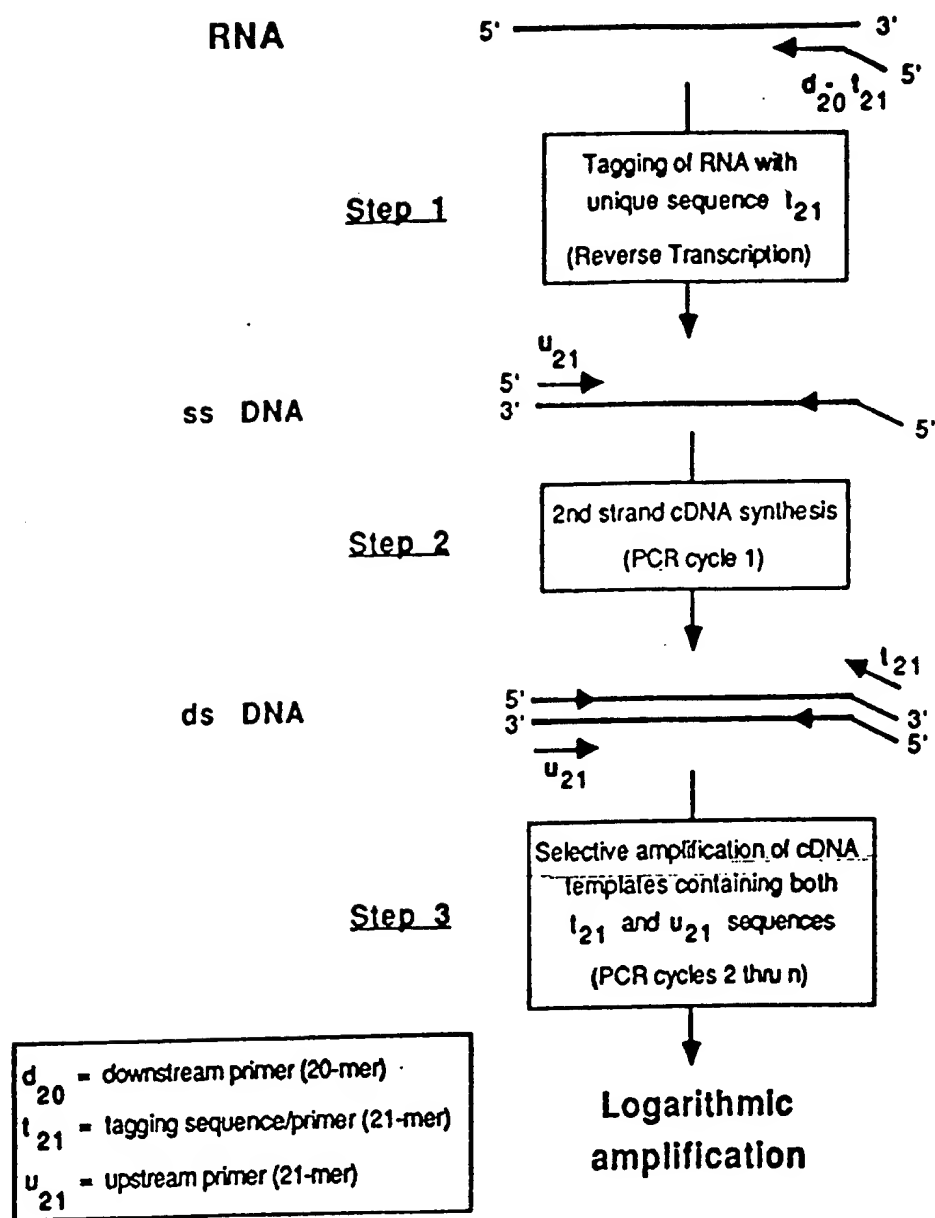 RNA
5'
3'
5'
d20- t21
Step 1
Tagging of RNA with
unique sequence t21
(Reverse Transcription)
u21
5'
3'
ss DNA
5'
Step 2
2nd strand cDNA synthesis
(PCR cycle 1)
t21
ds DNA
5'
3'
3'
5'
u21
Step 3
Selective amplification of cDNA
templates containing both
t21 and u21 sequences
(PCR cycles 2 thru n)
Logarithmic
amplification
d20 = downstream primer (20-mer)
t21 = tagging sequence/primer (21-mer)
u21 = upstream primer (21-mer)